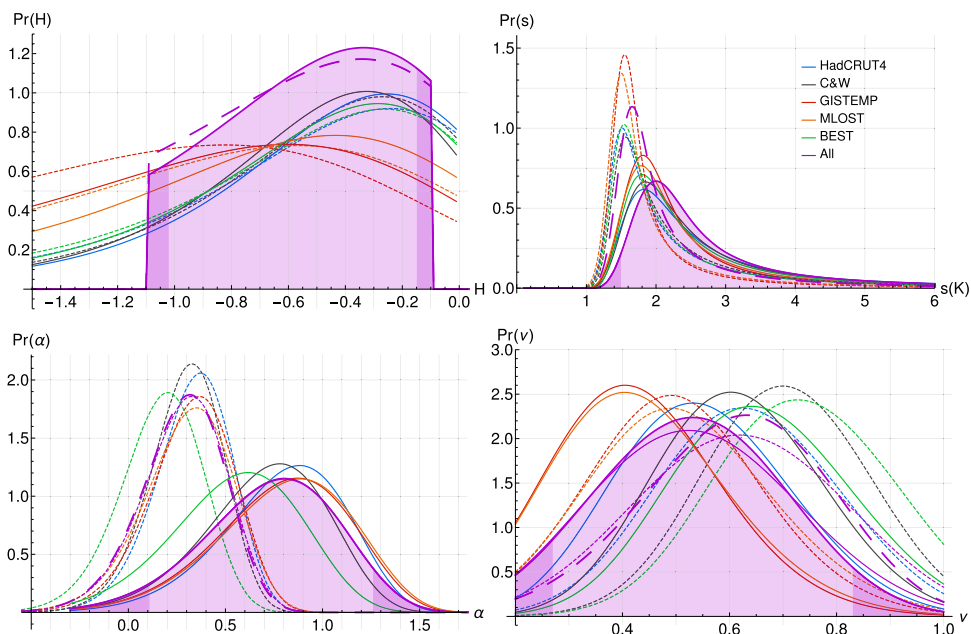 Pr(H)
1.2
1.0
0.8
0.6
0.4
0.2
−1.4 −1.2 −1.0 −0.8 −0.6 −0.4 −0.2 0.0 H
Pr(s)
1.5
1.0
0.5
0.0
1 2 3 4 5 6 s(K)
HadCRUT4
C&W
GISTEMP
MLOST
BEST
All
Pr(α)
2.0
1.5
1.0
0.5
0.0 0.5 1.0 1.5 α
Pr(ν)
3.0
2.5
2.0
1.5
1.0
0.5
0.4 0.6 0.8 1.0 ν